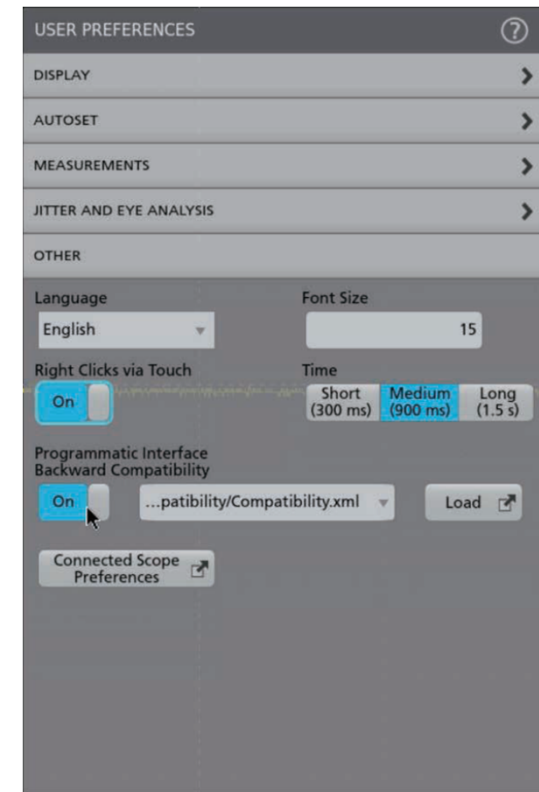 USER PREFERENCES ?
DISPLAY
AUTOSET
MEASUREMENTS
JITTER AND EYE ANALYSIS
OTHER
Language
Font Size
English
15
Right Clicks via Touch
Time
On
Short
(300 ms)
Medium
(900 ms)
Long
(1.5 s)
Programmatic Interface
Backward Compatibility
On
...patibility/Compatibility.xml
Load
Connected Scope
Preferences